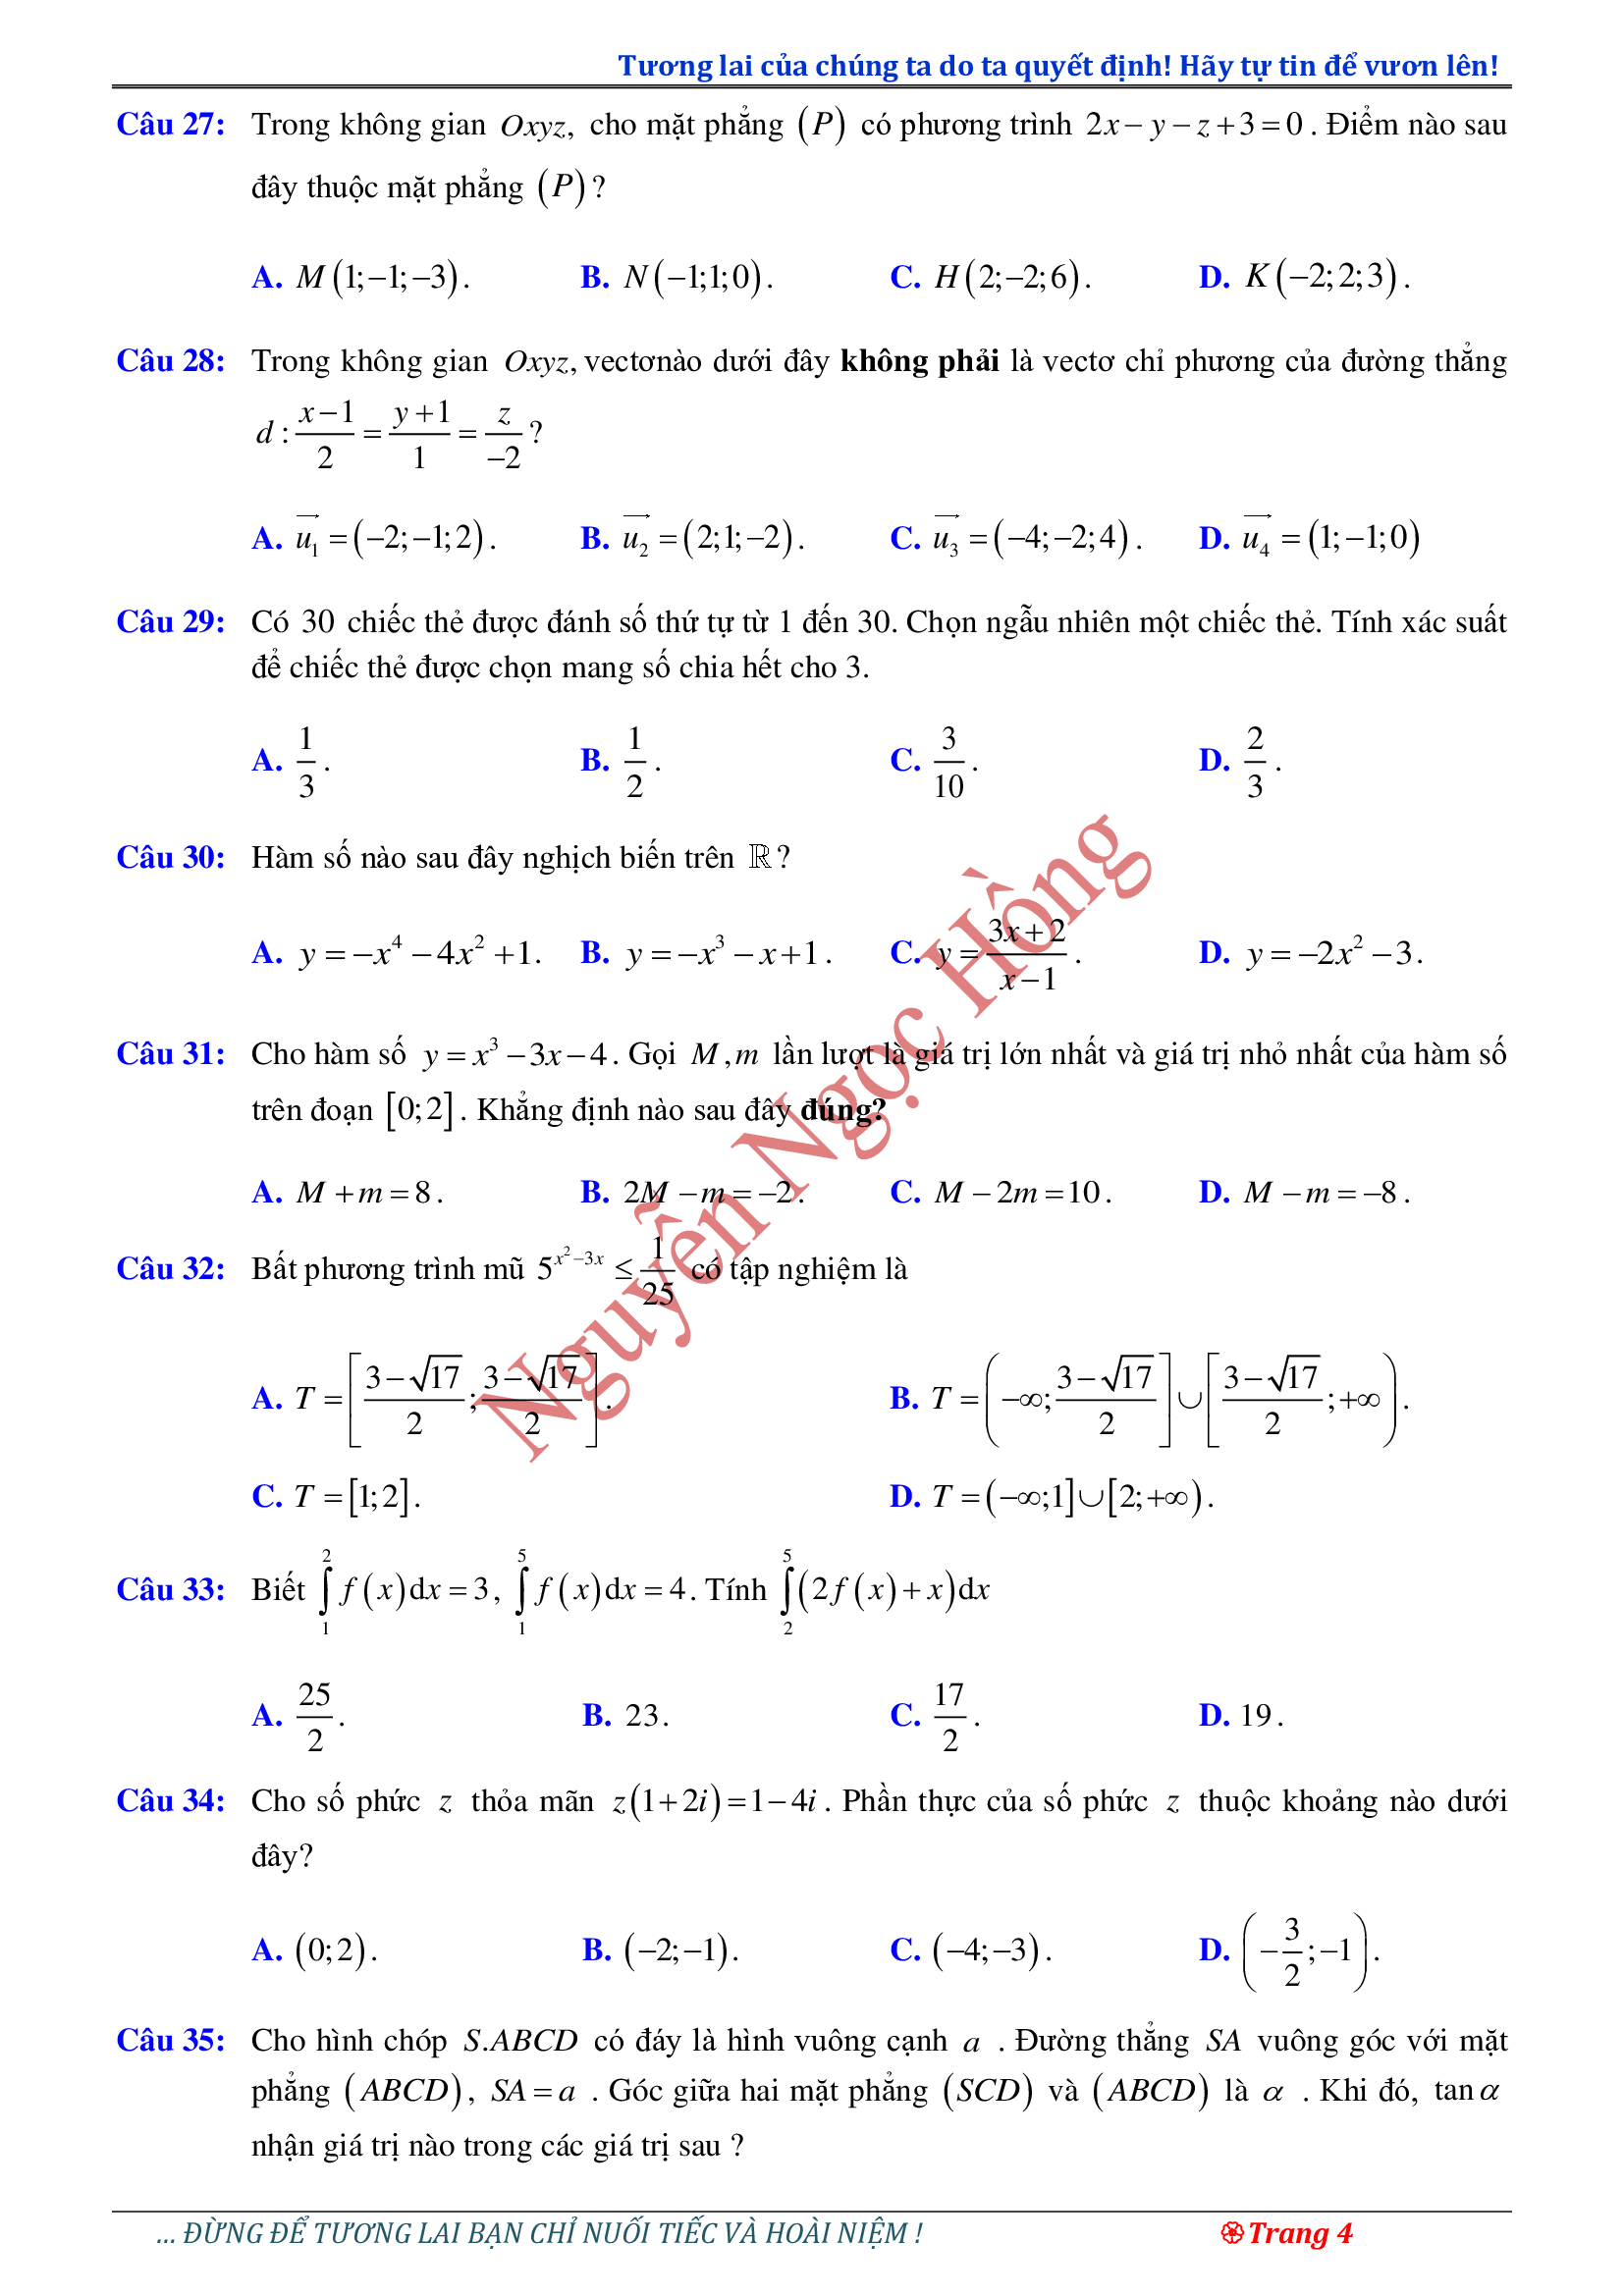 Tương lai của chúng ta do ta quyết định! Hãy tự tin để vươn lên!
Câu 27: Trong không gian Oxyz, cho mặt phẳng (P) có phương trình 2x − y − z + 3 = 0 . Điểm nào sau
đây thuộc mặt phẳng (P)?
A. M(1;−1;−3). B. N(−1;1;0). C. H(2;−2;6). D. K(−2;2;3).
Câu 28: Trong không gian Oxyz, vectơnào dưới đây không phải là vectơ chỉ phương của đường thẳng
d : \frac{x−1}{2} = \frac{y+1}{1} = \frac{z}{−2} ?
A. \vec{u_1} = (−2;−1;2). B. \vec{u_2} = (2;1;−2). C. \vec{u_3} = (−4;−2;4). D. \vec{u_4} = (1;−1;0)
Câu 29: Có 30 chiếc thẻ được đánh số thứ tự từ 1 đến 30. Chọn ngẫu nhiên một chiếc thẻ. Tính xác suất
để chiếc thẻ được chọn mang số chia hết cho 3.
A. \frac{1}{3}. B. \frac{1}{2}. C. \frac{3}{10}. D. \frac{2}{3}.
Câu 30: Hàm số nào sau đây nghịch biến trên ℝ?
A. y = −x^4 − 4x^2 + 1. B. y = −x^3 − x + 1. C. y = \frac{3x+2}{x−1}. D. y = −2x^2 − 3.
Câu 31: Cho hàm số y = x^3 − 3x − 4. Gọi M, m lần lượt là giá trị lớn nhất và giá trị nhỏ nhất của hàm số
trên đoạn [0;2]. Khẳng định nào sau đây đúng?
A. M + m = 8. B. 2M − m = −2. C. M − 2m = 10. D. M − m = −8.
Câu 32: Bất phương trình mũ 5^{x^2−3x} ≤ \frac{1}{25} có tập nghiệm là
A. T = [\frac{3−\sqrt{17}}{2}; \frac{3−\sqrt{17}}{2}]. B. T = (−∞; \frac{3−\sqrt{17}}{2}] ∪ [\frac{3−\sqrt{17}}{2}; +∞).
C. T = [1;2]. D. T = (−∞;1] ∪ [2;+∞).
Câu 33: Biết \int_1^2 f(x)dx = 3, \int_1^5 f(x)dx = 4. Tính \int_2^5 (2f(x)+x)dx
A. \frac{25}{2}. B. 23. C. \frac{17}{2}. D. 19.
Câu 34: Cho số phức z thỏa mãn z(1+2i) = 1−4i. Phần thực của số phức z thuộc khoảng nào dưới
đây?
A. (0;2). B. (−2;−1). C. (−4;−3). D. (−\frac{3}{2};−1).
Câu 35: Cho hình chóp S.ABCD có đáy là hình vuông cạnh a . Đường thẳng SA vuông góc với mặt
phẳng (ABCD), SA = a . Góc giữa hai mặt phẳng (SCD) và (ABCD) là α . Khi đó, tan α
nhận giá trị nào trong các giá trị sau ?
Nguyễn Ngọc Hồng
... ĐỪNG ĐỂ TƯƠNG LAI BẠN CHỈ NUỐI TIẾC VÀ HOÀI NIỆM ! Trang 4